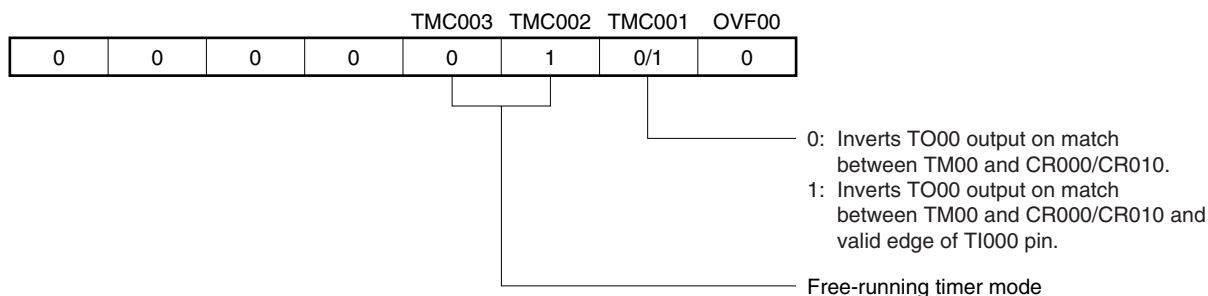 TMC003 TMC002 TMC001 OVF00
0 0 0 0 0 1 0/1 0
0: Inverts TO00 output on match
between TM00 and CR000/CR010.
1: Inverts TO00 output on match
between TM00 and CR000/CR010 and
valid edge of TI000 pin.
Free-running timer mode